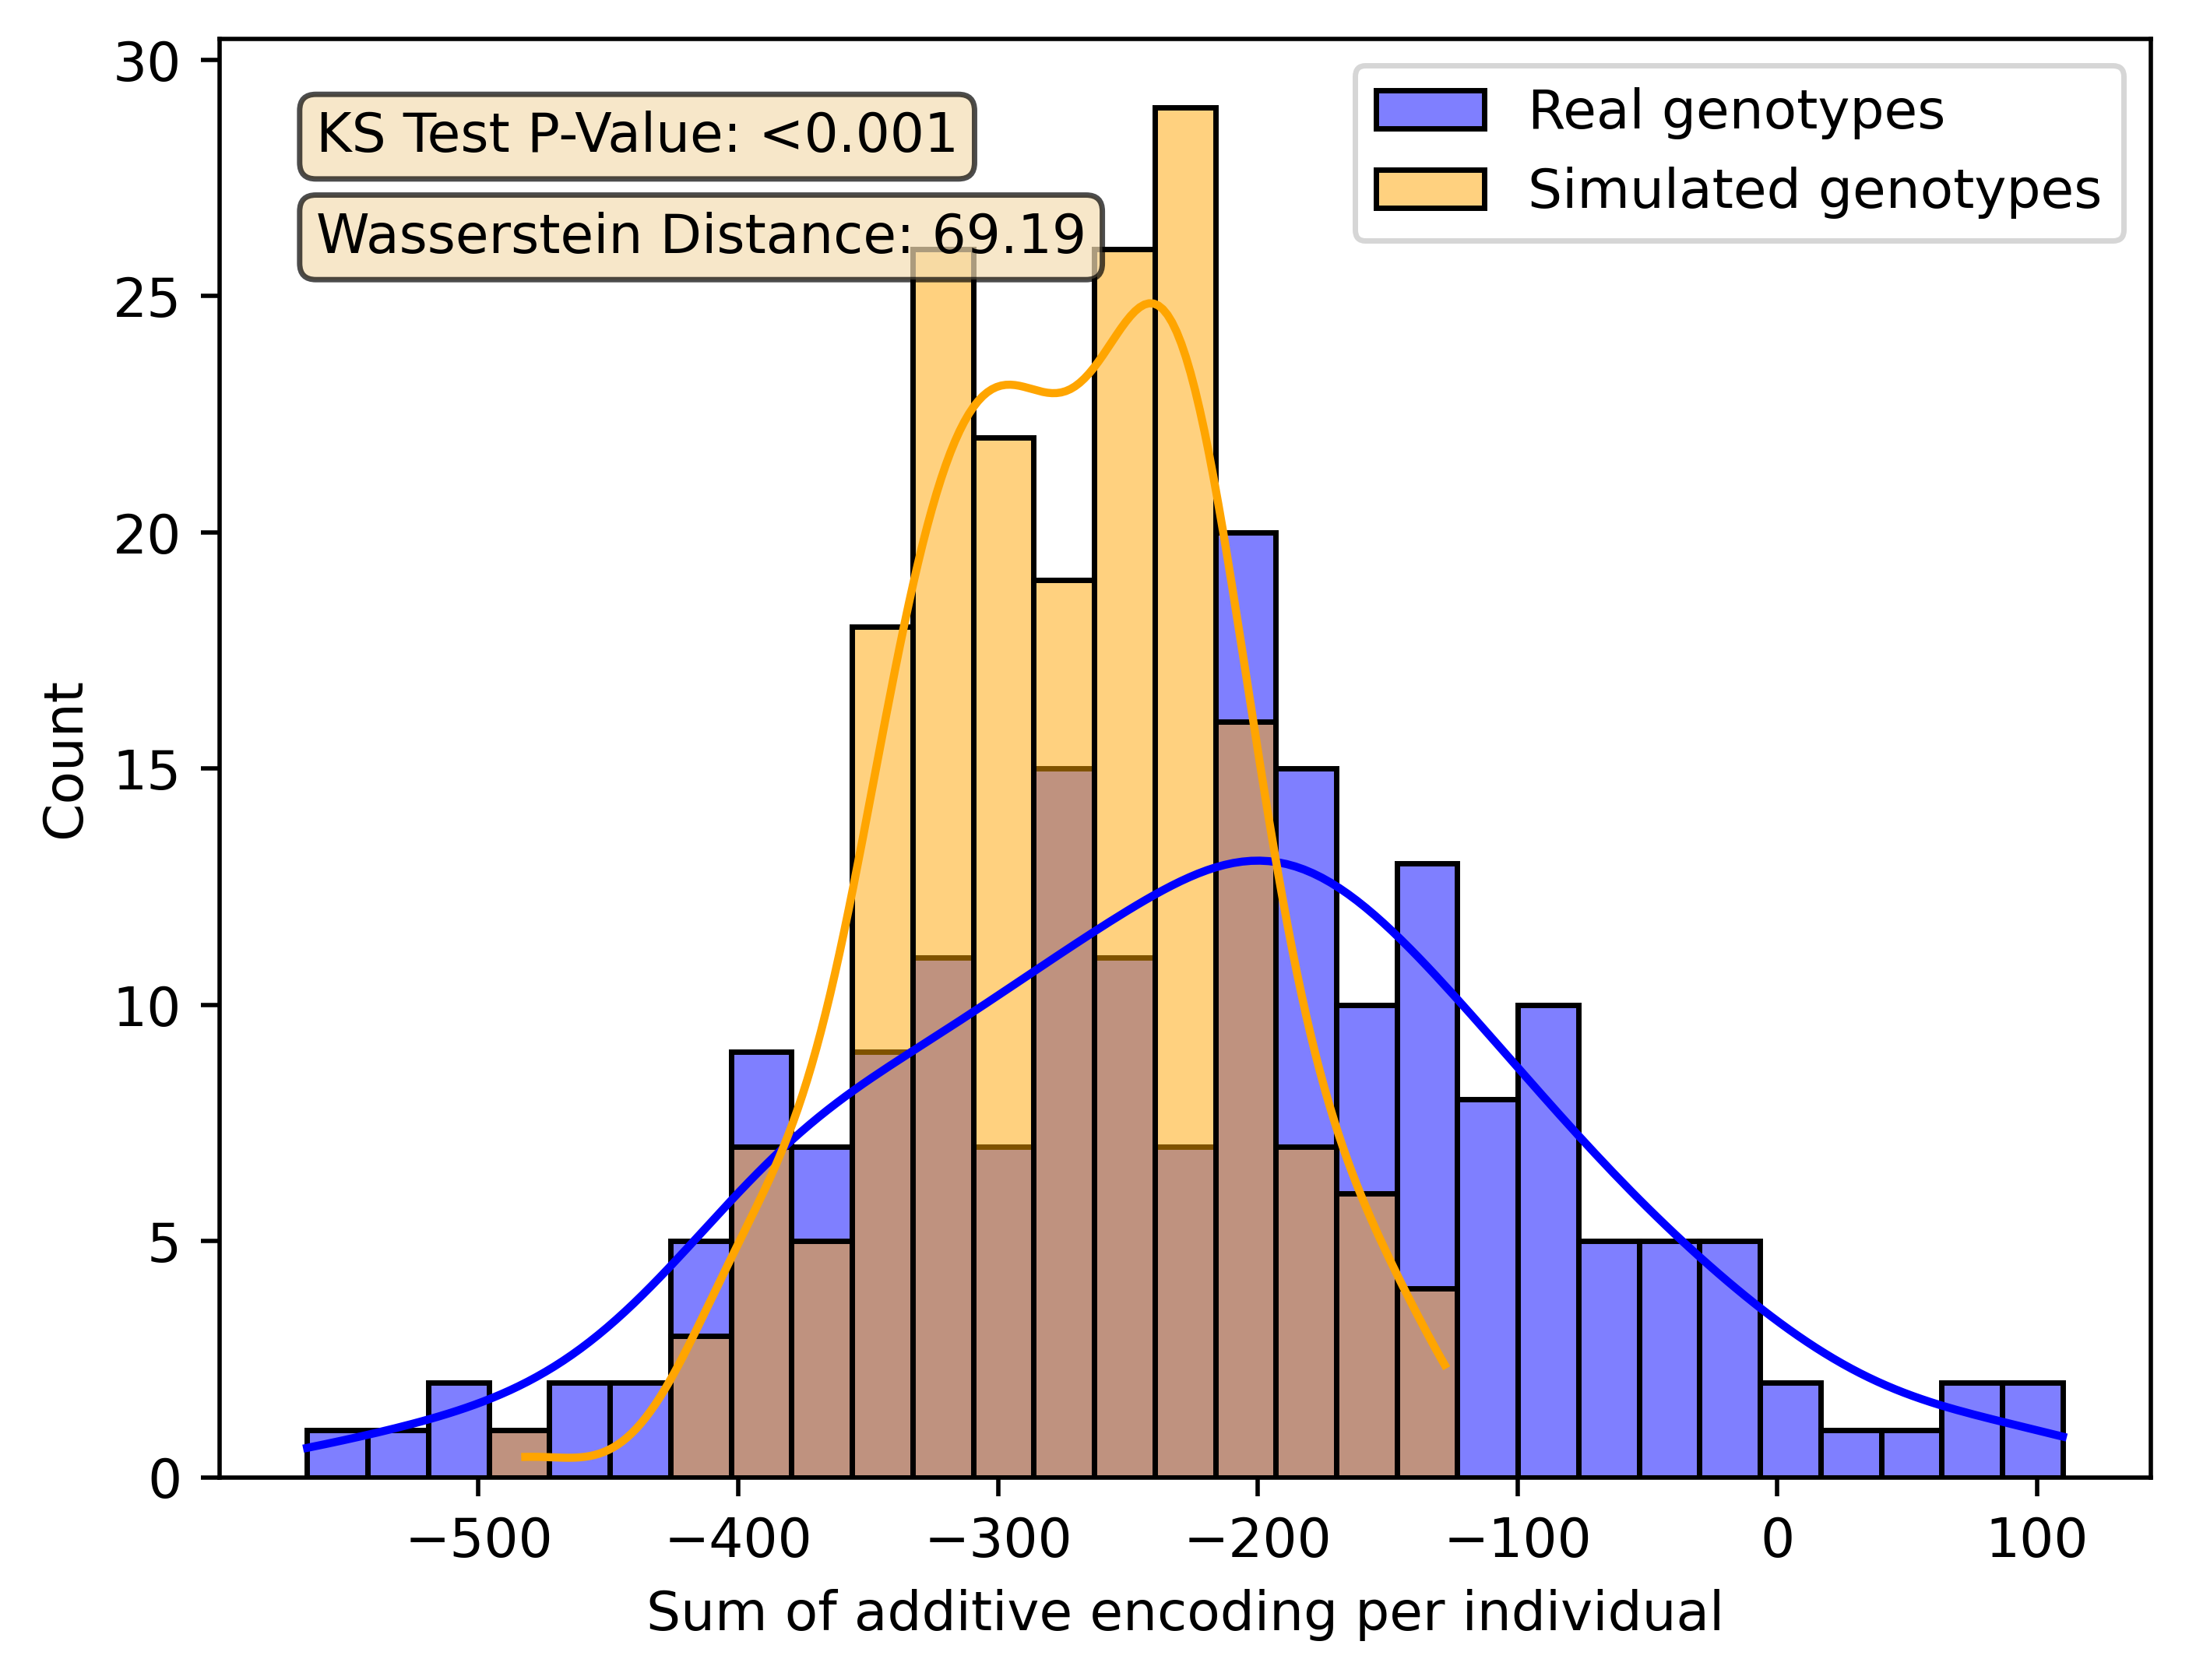 KS Test P-Value: <0.001
Wasserstein Distance: 69.19
Real genotypes
Simulated genotypes
30
25
20
15
10
5
0
Count
−500 −400 −300 −200 −100 0 100
Sum of additive encoding per individual